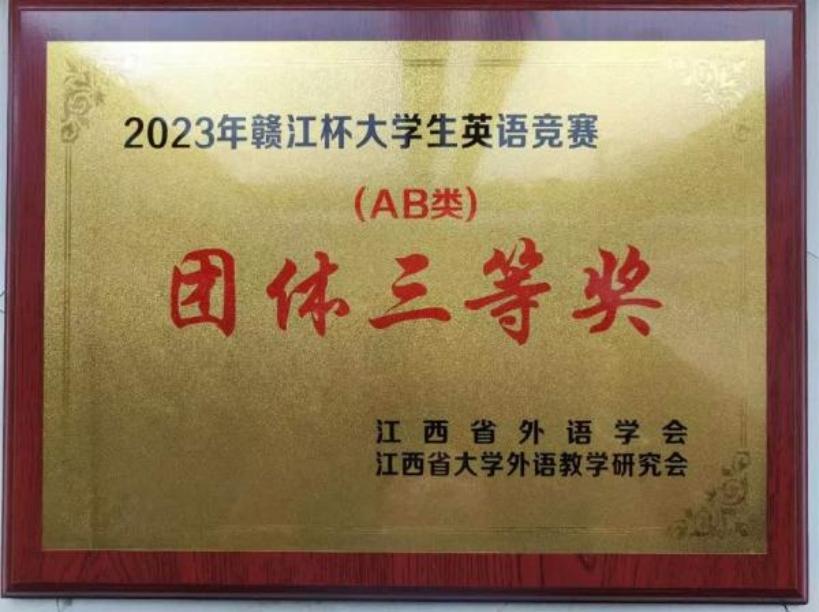 2023年赣江杯大学生英语竞赛
(AB类)
团体三等奖
江西省外语学会
江西省大学外语教学研究会